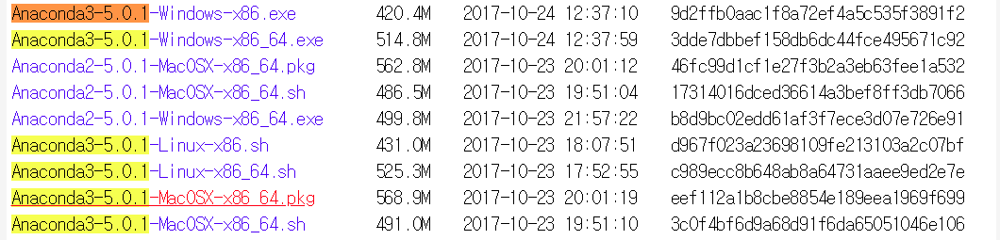 Anaconda3-5.0.1-Windows-x86.exe 420.4M 2017-10-24 12:37:10 9d2ffb0aac1f8a72ef4a5c535f3891f2
Anaconda3-5.0.1-Windows-x86_64.exe 514.8M 2017-10-24 12:37:59 3dde7dbbef158db6dc44fce495671c92
Anaconda2-5.0.1-MacOSX-x86_64.pkg 562.8M 2017-10-23 20:01:12 46fc99d1cf1e27f3b2a3eb63fee1a532
Anaconda2-5.0.1-MacOSX-x86_64.sh 486.5M 2017-10-23 19:51:04 17314016dced36614a3bef8ff3db7066
Anaconda2-5.0.1-Windows-x86_64.exe 499.8M 2017-10-23 21:57:22 b8d9bc02edd61af3f7ece3d07e726e91
Anaconda3-5.0.1-Linux-x86.sh 431.0M 2017-10-23 18:07:51 d967f023a23698109fe213103a2c07bf
Anaconda3-5.0.1-Linux-x86_64.sh 525.3M 2017-10-23 17:52:55 c989ecc8b648ab8a64731aaee9ed2e7e
Anaconda3-5.0.1-MacOSX-x86_64.pkg 568.9M 2017-10-23 20:01:19 eef112a1b8cbe8854e189eea1969f699
Anaconda3-5.0.1-MacOSX-x86_64.sh 491.0M 2017-10-23 19:51:10 3c0f4bf6d9a68d91f6da65051046e106